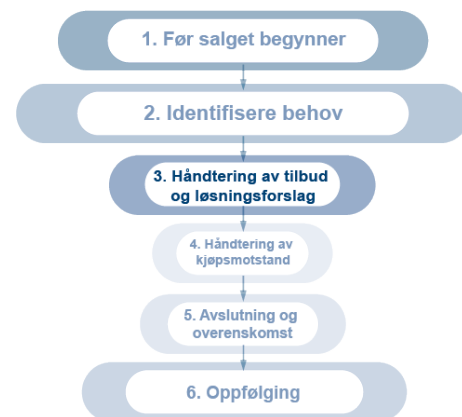 1. Før salget begynner
2. Identifisere behov
3. Håndtering av tilbud
og løsningsforslag
4. Håndtering av
kjøpsmotstand
5. Avslutning og
overenskomst
6. Oppfølging